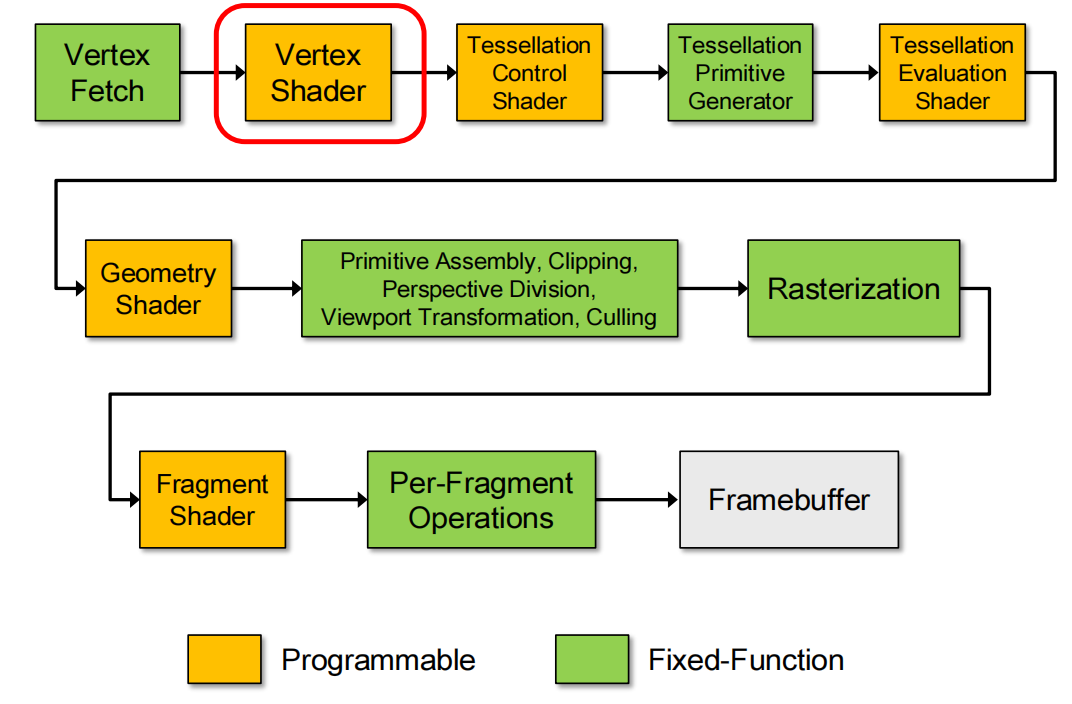 Vertex
Fetch
Vertex
Shader
Tessellation
Control
Shader
Tessellation
Primitive
Generator
Tessellation
Evaluation
Shader
Geometry
Shader
Primitive Assembly, Clipping,
Perspective Division,
Viewport Transformation, Culling
Rasterization
Fragment
Shader
Per-Fragment
Operations
Framebuffer
Programmable
Fixed-Function